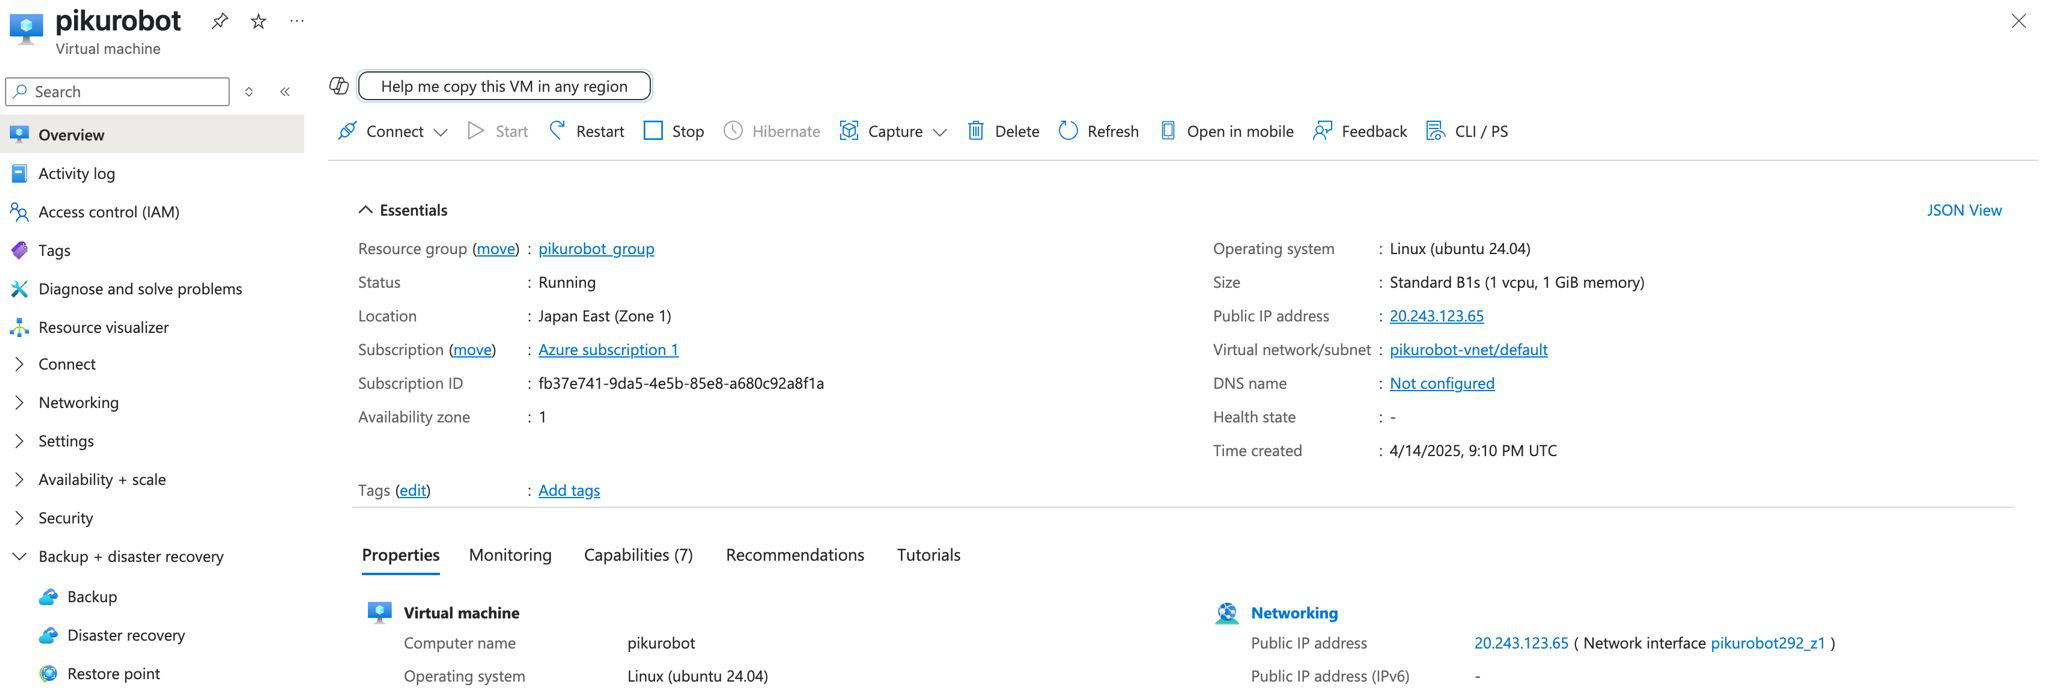 pikurobot
Virtual machine
Search
Help me copy this VM in any region
Connect Start Restart Stop Hibernate Capture Delete Refresh Open in mobile Feedback CLI / PS
Overview
Activity log
Access control (IAM)
Tags
Diagnose and solve problems
Resource visualizer
Connect
Networking
Settings
Availability + scale
Security
Backup + disaster recovery
Backup
Disaster recovery
Restore point
Essentials
JSON View
Resource group (move) : pikurobot_group
Status : Running
Location : Japan East (Zone 1)
Subscription (move) : Azure subscription 1
Subscription ID : fb37e741-9da5-4e5b-85e8-a680c92a8f1a
Availability zone : 1
Operating system : Linux (ubuntu 24.04)
Size : Standard B1s (1 vcpu, 1 GiB memory)
Public IP address : 20.243.123.65
Virtual network/subnet : pikurobot-vnet/default
DNS name : Not configured
Health state : -
Time created : 4/14/2025, 9:10 PM UTC
Tags (edit) : Add tags
Properties Monitoring Capabilities (7) Recommendations Tutorials
Virtual machine
Computer name pikurobot
Operating system Linux (ubuntu 24.04)
Networking
Public IP address 20.243.123.65 ( Network interface pikurobot292_z1 )
Public IP address (IPv6) -